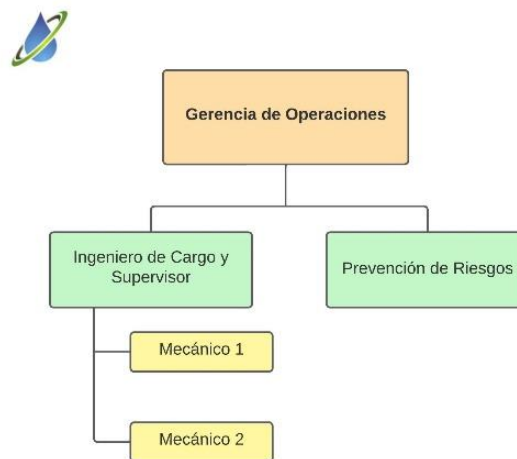 Gerencia de Operaciones
Ingeniero de Cargo y
Supervisor
Prevención de Riesgos
Mecánico 1
Mecánico 2